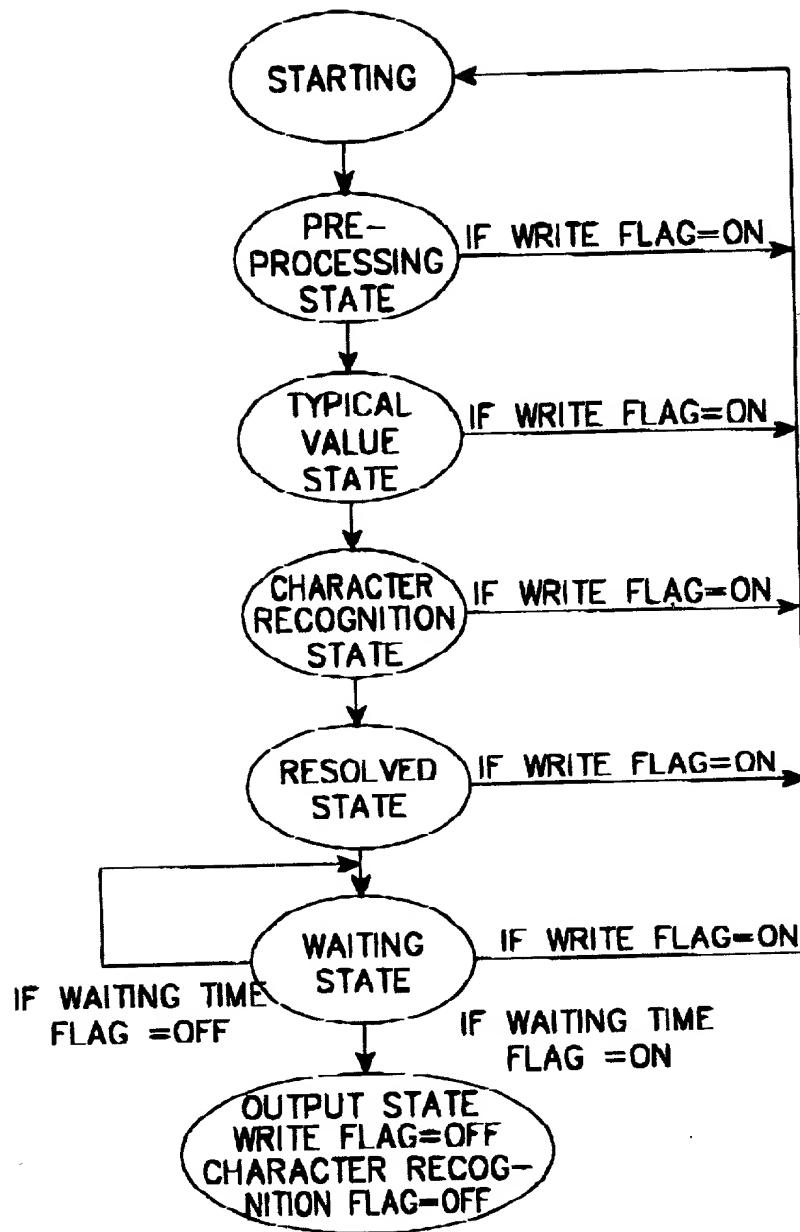 STARTING
PRE-
PROCESSING
STATE
IF WRITE FLAG=ON
TYPICAL
VALUE
STATE
IF WRITE FLAG=ON
CHARACTER
RECOGNITION
STATE
IF WRITE FLAG=ON
RESOLVED
STATE
IF WRITE FLAG=ON
WAITING
STATE
IF WRITE FLAG=ON
IF WAITING TIME
FLAG =OFF
IF WAITING TIME
FLAG =ON
OUTPUT STATE
WRITE FLAG=OFF
CHARACTER RECOG-
NITION FLAG=OFF